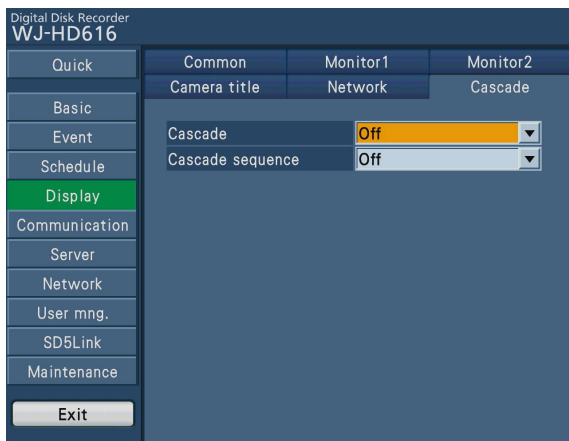 Digital Disk Recorder
WJ-HD616
Quick
Basic
Event
Schedule
Display
Communication
Server
Network
User mng.
SD5Link
Maintenance
Exit
Common Monitor1 Monitor2
Camera title Network Cascade
Cascade Off
Cascade sequence Off